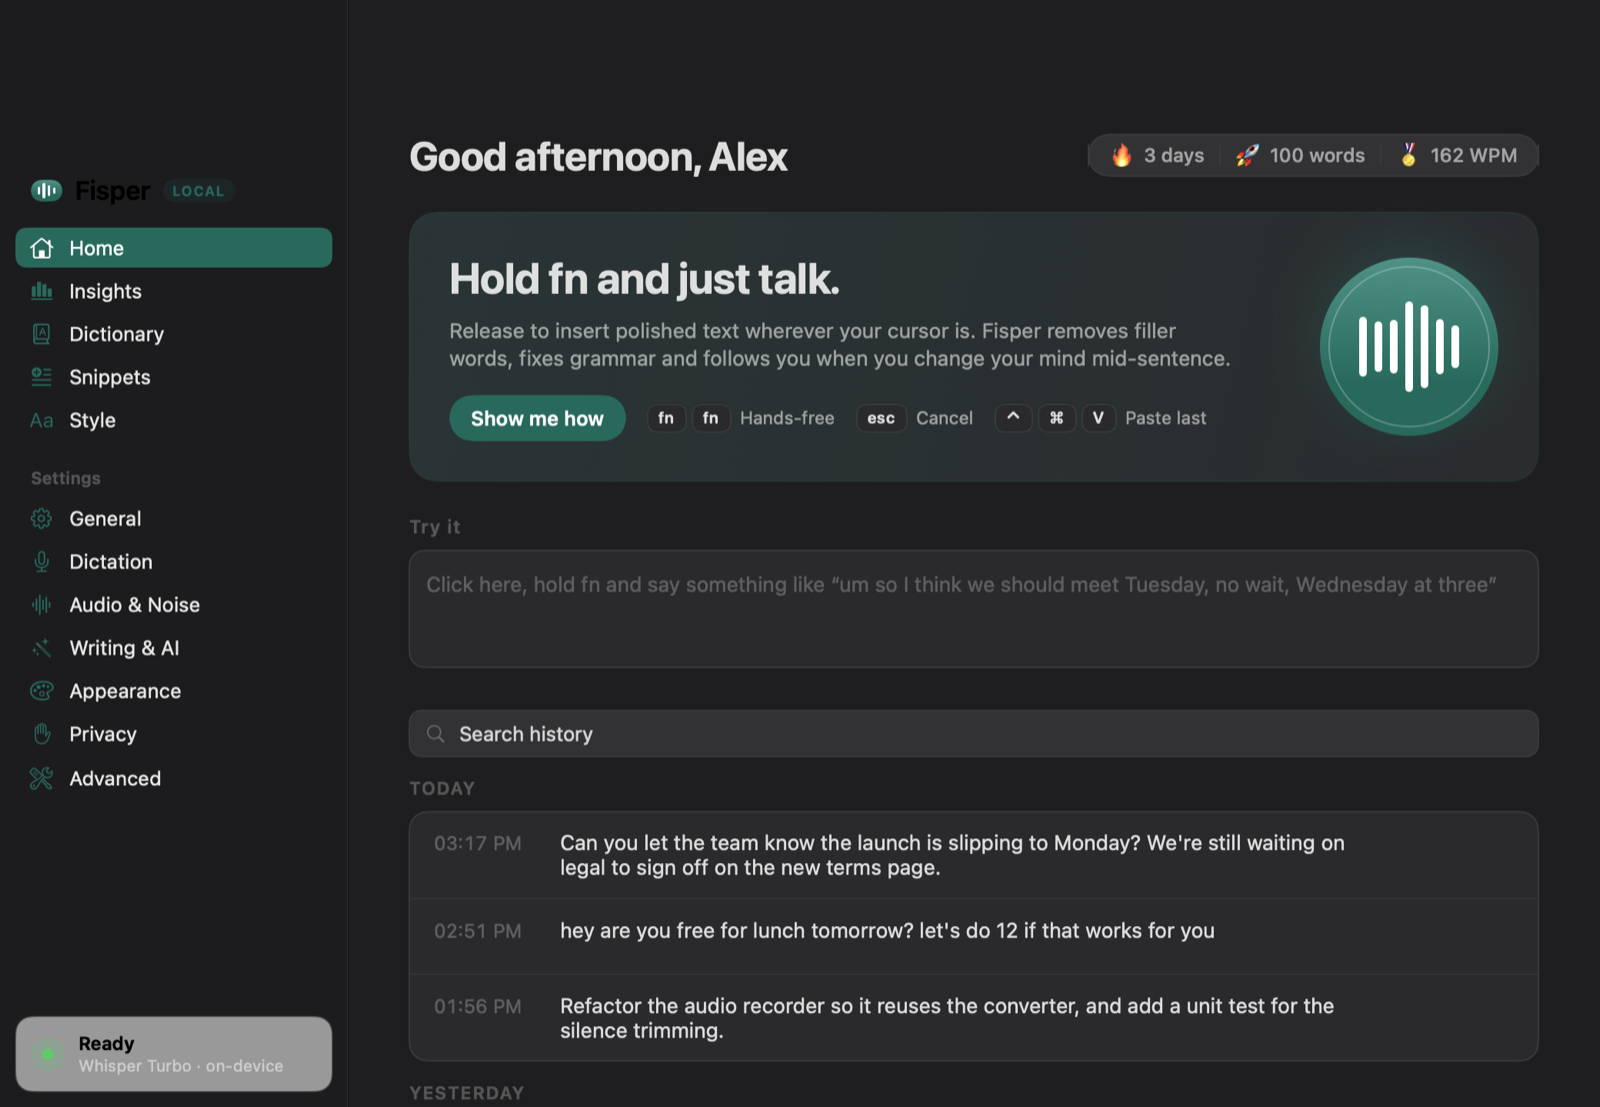 Fisper LOCAL
Home
Insights
Dictionary
Snippets
Aa Style
Settings
General
Dictation
Audio & Noise
Writing & AI
Appearance
Privacy
Advanced
Ready
Whisper Turbo · on-device
Good afternoon, Alex
3 days 100 words 162 WPM
Hold fn and just talk.
Release to insert polished text wherever your cursor is. Fisper removes filler
words, fixes grammar and follows you when you change your mind mid-sentence.
Show me how fn fn Hands-free esc Cancel ^ ⌘ V Paste last
Try it
Click here, hold fn and say something like “um so I think we should meet Tuesday, no wait, Wednesday at three”
Search history
TODAY
03:17 PM Can you let the team know the launch is slipping to Monday? We're still waiting on
legal to sign off on the new terms page.
02:51 PM hey are you free for lunch tomorrow? let's do 12 if that works for you
01:56 PM Refactor the audio recorder so it reuses the converter, and add a unit test for the
silence trimming.
YESTERDAY